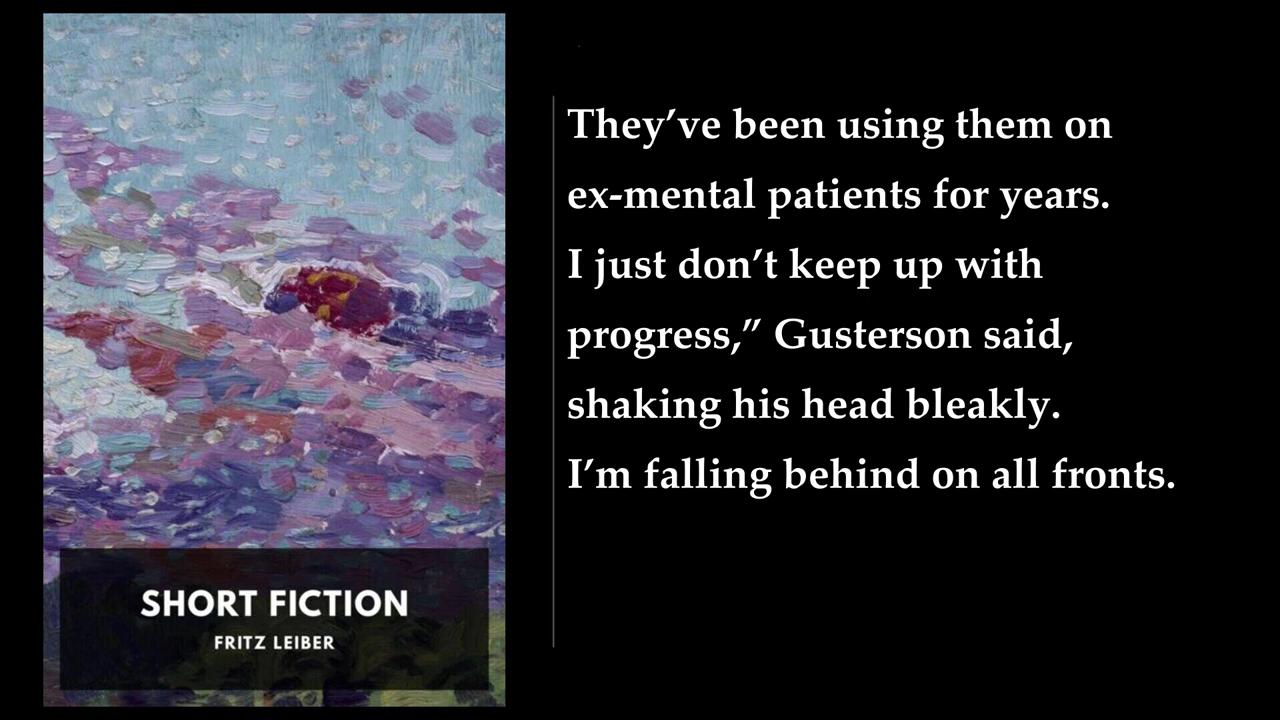 They’ve been using them on
ex-mental patients for years.
I just don’t keep up with
progress,” Gusterson said,
shaking his head bleakly.
I’m falling behind on all fronts.
SHORT FICTION
FRITZ LEIBER